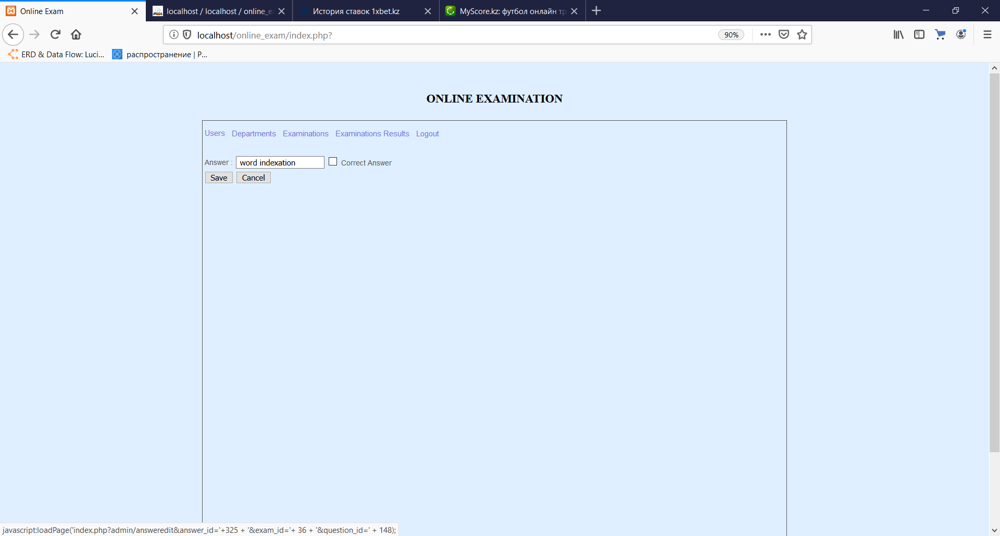 Online Exam
localhost / localhost / online_e
История ставок 1xbet.kz
MyScore.kz: футбол онлайн тр
localhost/online_exam/index.php?
90%
ERD & Data Flow: Luci...
распространение | P...
ONLINE EXAMINATION
Users Departments Examinations Examinations Results Logout
Answer : word indexation Correct Answer
Save Cancel
javascript:loadPage('index.php?admin/answeredit&answer_id='+325 + '&exam_id='+ 36 + '&question_id=' + 148);